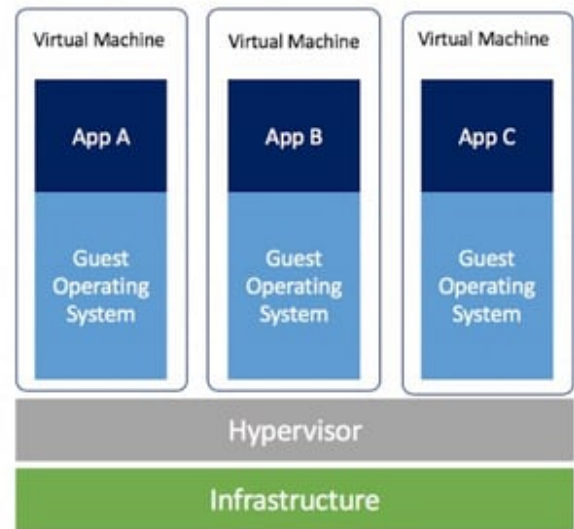 Virtual Machine
App A
Guest
Operating
System
Virtual Machine
App B
Guest
Operating
System
Virtual Machine
App C
Guest
Operating
System
Hypervisor
Infrastructure